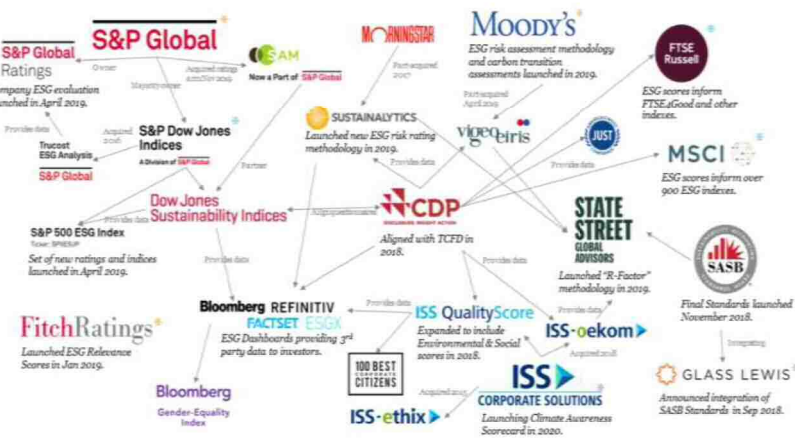 S&P Global
S&P Global
Ratings
Company ESG evaluation
launched in April 2019.
Owner
Majority owner
Acquired ratings
SAM
Now a Part of S&P Global
MORNINGSTAR
Part-acquired
2017
MOODY'S
ESG risk assessment methodology
and carbon transition
assessments launched in 2019.
Part-acquired
April 2019.
FTSE
Russell
ESG scores inform
FTSE4Good and other
indexes.
Provides data
Trucost
ESG Analysis
S&P Global
Acquired
2016
S&P Dow Jones
Indices
A Division of S&P Global
Partner
SUSTAINALYTICS
Launched new ESG risk rating
methodology in 2019.
Provides data
vigeo eiris
JUST
Provides data
MSCI
ESG scores inform over
900 ESG indexes.
Dow Jones
Sustainability Indices
Provides data
S&P 500 ESG Index
Set of new ratings and indices
launched in April 2019.
CDP
DISCLOSURE INSIGHT ACTION
Aligned with TCFD in
2018.
STATE
STREET
GLOBAL
ADVISORS
Launched "R-Factor"
methodology in 2019.
SASB
Final Standards launched
November 2018.
Provides data
Provides data
Bloomberg REFINITIV
FACTSET ESGX
ESG Dashboards providing 3rd
party data to investors.
Provides data
ISS QualityScore
Expanded to include
Environmental & Social
scores in 2018.
Provides data
ISS-oekom
Acquired 2018
Integrating
FitchRatings
Launched ESG Relevance
Scores in Jan 2019.
100 BEST
CORPORATE
CITIZENS
ISS
CORPORATE SOLUTIONS
Launching Climate Awareness
Scorecard in 2020.
GLASS LEWIS
Announced integration of
SASB Standards in Sep 2018.
Bloomberg
Gender-Equality
Index
ISS-ethix
Acquired 2015